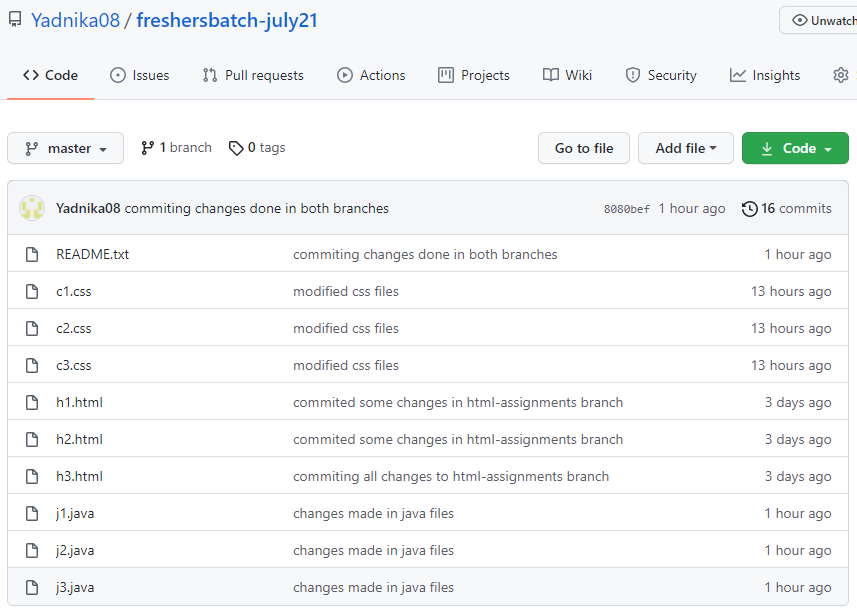 Yadnika08 / freshersbatch-july21
Unwatch
Code Issues Pull requests Actions Projects Wiki Security Insights
master 1 branch 0 tags Go to file Add file Code
Yadnika08 commiting changes done in both branches 8080bef 1 hour ago 16 commits
README.txt commiting changes done in both branches 1 hour ago
c1.css modified css files 13 hours ago
c2.css modified css files 13 hours ago
c3.css modified css files 13 hours ago
h1.html commited some changes in html-assignments branch 3 days ago
h2.html commited some changes in html-assignments branch 3 days ago
h3.html commiting all changes to html-assignments branch 3 days ago
j1.java changes made in java files 1 hour ago
j2.java changes made in java files 1 hour ago
j3.java changes made in java files 1 hour ago